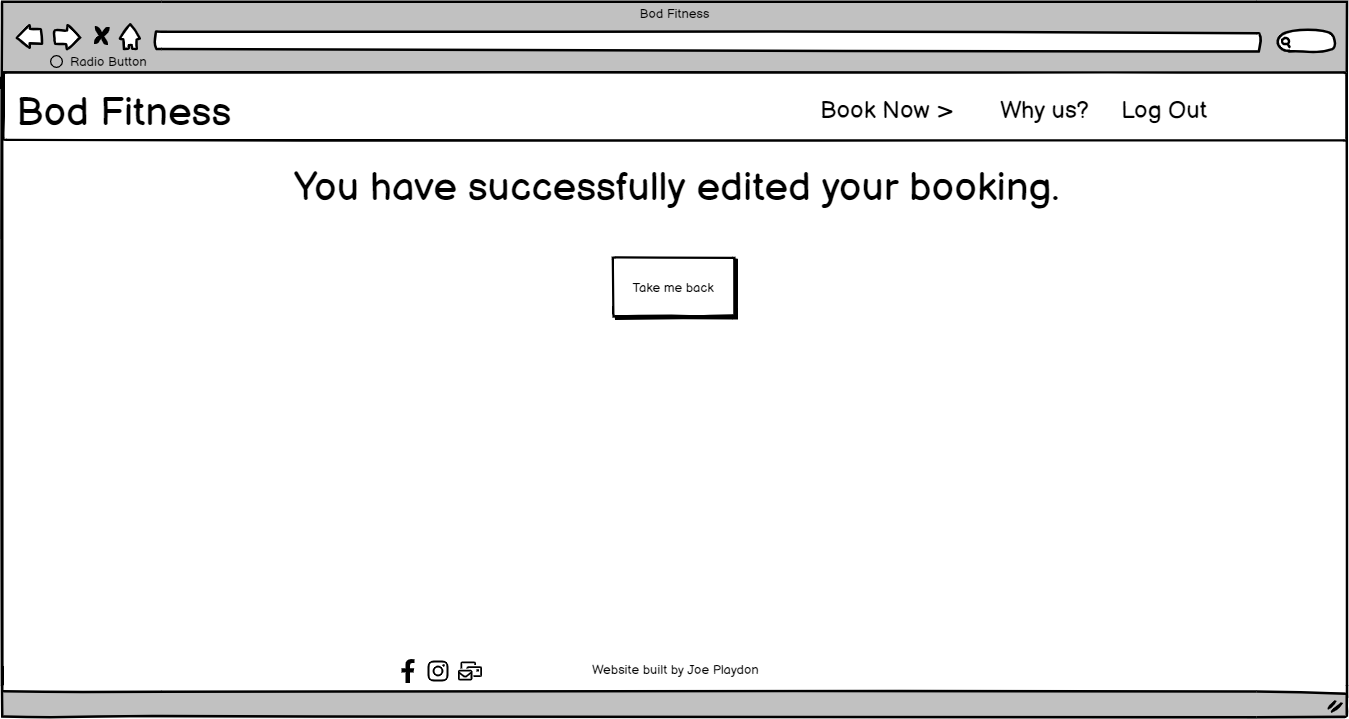 Bod Fitness
Radio Button
Bod Fitness
Book Now > Why us? Log Out
You have successfully edited your booking.
Take me back
Website built by Joe Playdon